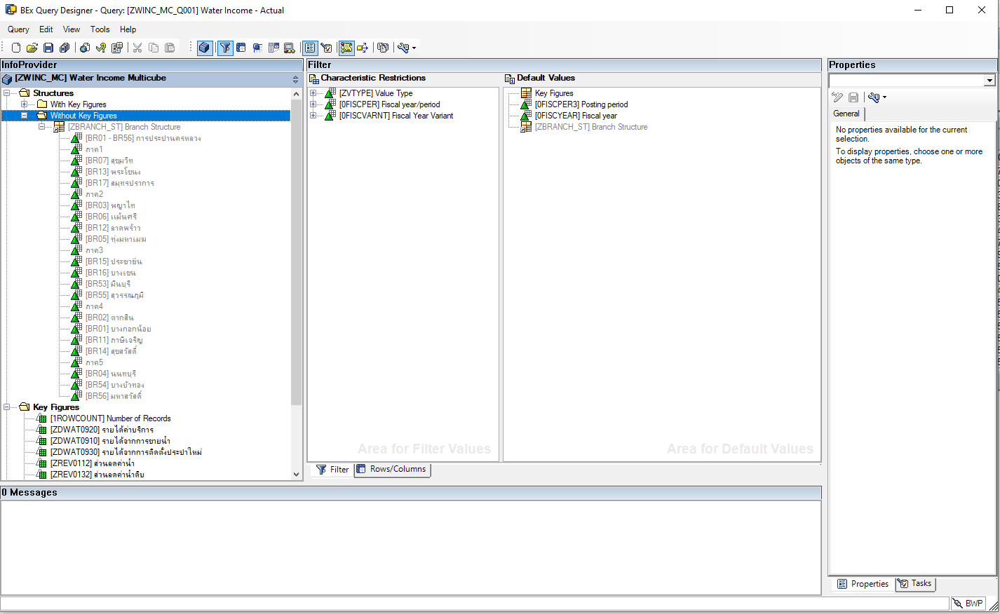 BEx Query Designer - Query: [ZWINC_MC_Q001] Water Income - Actual
Query Edit View Tools Help
InfoProvider
[ZWINC_MC] Water Income Multicube
Structures
With Key Figures
Without Key Figures
[ZBRANCH_ST] Branch Structure
[BR01 - BR56] การประปานครหลวง
ภาค1
[BR07] สุขุมวิท
[BR13] พระโขนง
[BR17] สมุทรปราการ
ภาค2
[BR03] พญาไท
[BR06] แม้นศรี
[BR12] ลาดพร้าว
[BR05] ทุ่งมหาเมฆ
ภาค3
[BR15] ประชาชื่น
[BR16] บางเขน
[BR53] มีนบุรี
[BR55] สุวรรณภูมิ
ภาค4
[BR02] ตากสิน
[BR01] บางกอกน้อย
[BR11] ภาษีเจริญ
[BR14] สุขสวัสดิ์
ภาค5
[BR04] นนทบุรี
[BR54] บางบัวทอง
[BR56] มหาสวัสดิ์
Key Figures
[1ROWCOUNT] Number of Records
[ZDWAT0920] รายได้ค่าบริการ
[ZDWAT0910] รายได้จากการขายน้ำ
[ZDWAT0930] รายได้จากการติดตั้งประปาใหม่
[ZREV0112] ส่วนลดค่าน้ำ
[ZREV0132] ส่วนลดค่าน้ำดิบ
Filter
Characteristic Restrictions
[ZVTYPE] Value Type
[0FISCPER] Fiscal year/period
[0FISCVARNT] Fiscal Year Variant
Area for Filter Values
Default Values
Key Figures
[0FISCPER3] Posting period
[0FISCYEAR] Fiscal year
[ZBRANCH_ST] Branch Structure
Area for Default Values
Filter Rows/Columns
Properties
General
No properties available for the current
selection.
To display properties, choose one or more
objects of the same type.
Properties Tasks
0 Messages
BWP